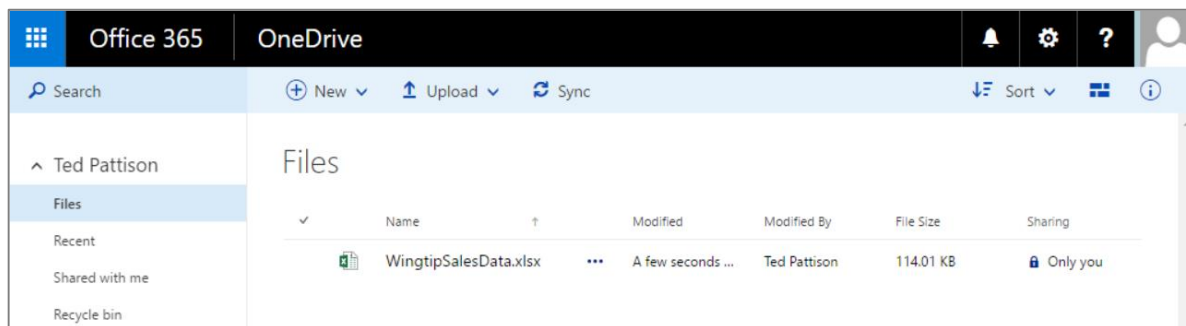 Office 365 OneDrive ?
Search New Upload Sync Sort
Ted Pattison
Files
Recent
Shared with me
Recycle bin
Files
Name Modified Modified By File Size Sharing
WingtipSalesData.xlsx ... A few seconds ... Ted Pattison 114.01 KB Only you